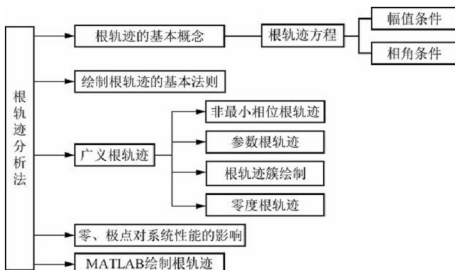 根轨迹分析法
根轨迹的基本概念
根轨迹方程
幅值条件
相角条件
绘制根轨迹的基本法则
广义根轨迹
非最小相位根轨迹
参数根轨迹
根轨迹簇绘制
零度根轨迹
零、极点对系统性能的影响
MATLAB绘制根轨迹